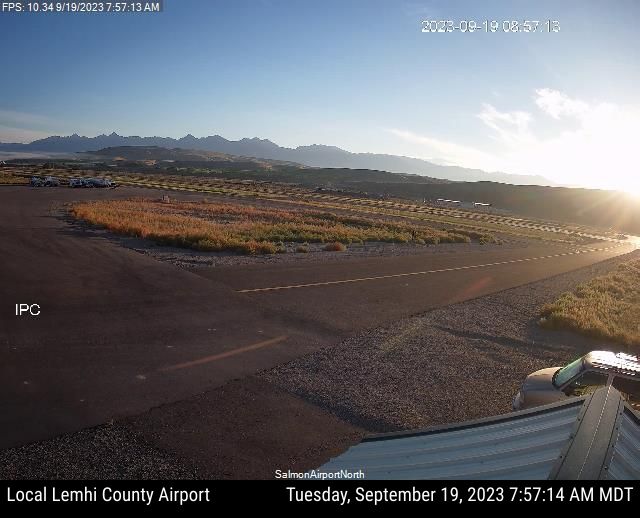 FPS: 10.34 9/19/2023 7:57:13 AM
2023-09-19 08:57:13
IPC
SalmonAirportNorth
Local Lemhi County Airport
Tuesday, September 19, 2023 7:57:14 AM MDT